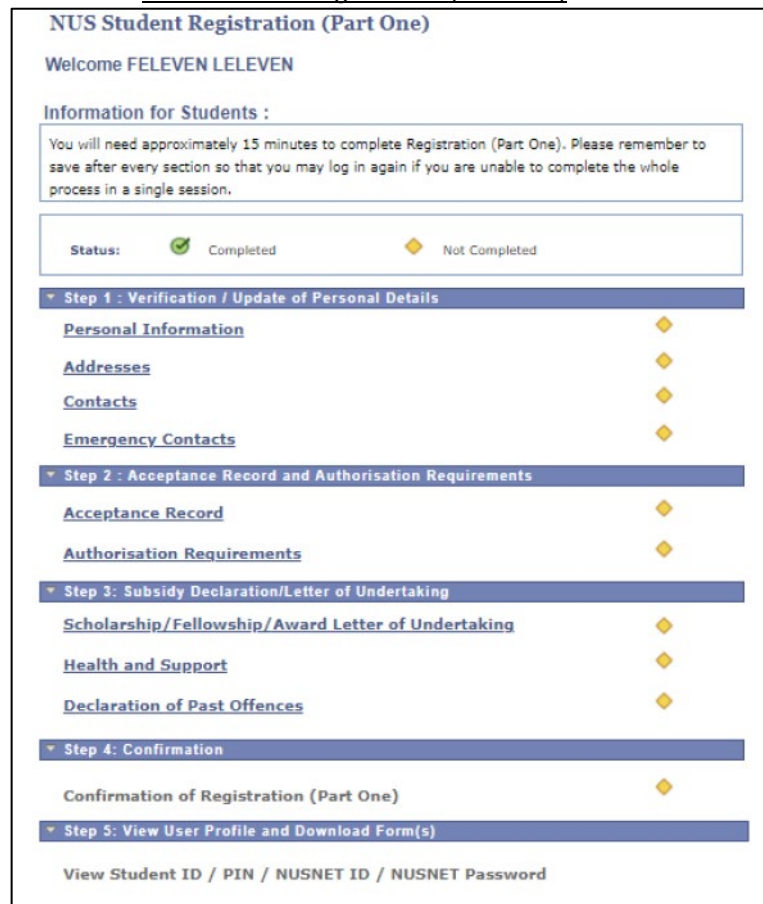 NUS Student Registration (Part One)
Welcome FELEVEN LELEVEN
Information for Students :
You will need approximately 15 minutes to complete Registration (Part One). Please remember to
save after every section so that you may log in again if you are unable to complete the whole
process in a single session.
Status: Completed Not Completed
Step 1 : Verification / Update of Personal Details
Personal Information
Addresses
Contacts
Emergency Contacts
Step 2 : Acceptance Record and Authorisation Requirements
Acceptance Record
Authorisation Requirements
Step 3: Subsidy Declaration/Letter of Undertaking
Scholarship/Fellowship/Award Letter of Undertaking
Health and Support
Declaration of Past Offences
Step 4: Confirmation
Confirmation of Registration (Part One)
Step 5: View User Profile and Download Form(s)
View Student ID / PIN / NUSNET ID / NUSNET Password